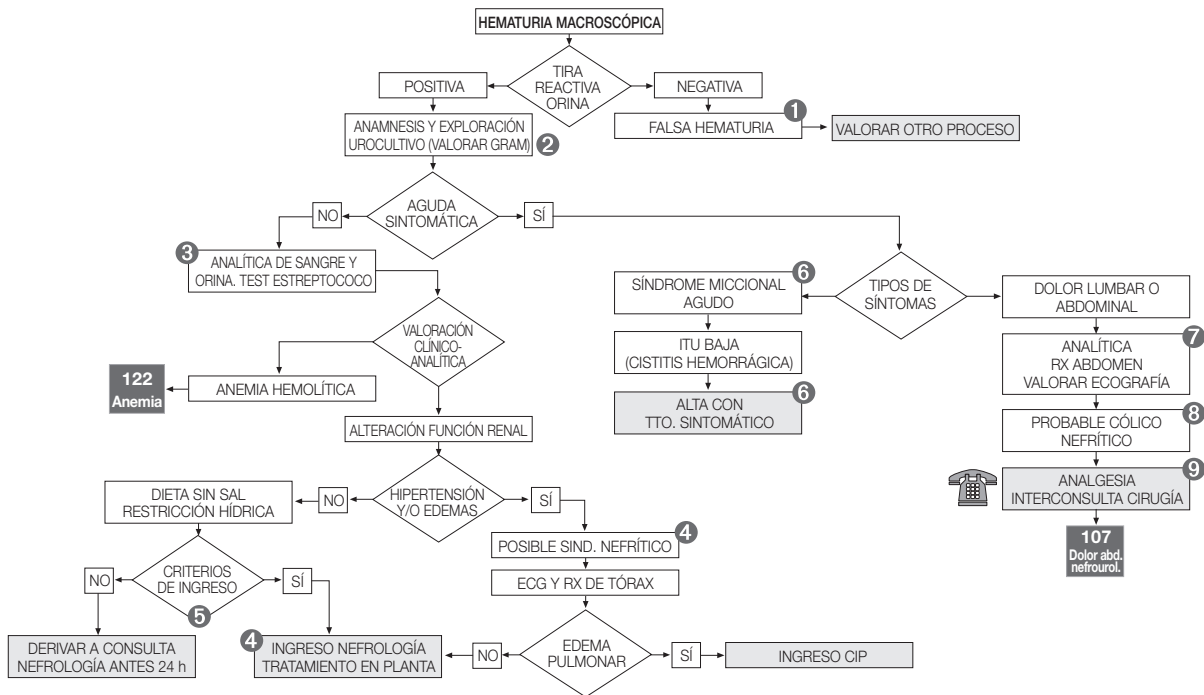 HEMATURIA MACROSCÓPICA
TIRA
REACTIVA
ORINA
POSITIVA
NEGATIVA
1
FALSA HEMATURIA
VALORAR OTRO PROCESO
ANAMNESIS Y EXPLORACIÓN
UROCULTIVO (VALORAR GRAM)
2
AGUDA
SINTOMÁTICA
NO
SÍ
3
ANALÍTICA DE SANGRE Y
ORINA. TEST ESTREPTOCOCO
VALORACIÓN
CLÍNICO-
ANALÍTICA
ANEMIA HEMOLÍTICA
122
Anemia
ALTERACIÓN FUNCIÓN RENAL
HIPERTENSIÓN
Y/O EDEMAS
NO
SÍ
DIETA SIN SAL
RESTRICCIÓN HÍDRICA
CRITERIOS
DE INGRESO
5
NO
SÍ
DERIVAR A CONSULTA
NEFROLOGÍA ANTES 24 h
4
INGRESO NEFROLOGÍA
TRATAMIENTO EN PLANTA
4
POSIBLE SIND. NEFRÍTICO
ECG Y RX DE TÓRAX
EDEMA
PULMONAR
NO
SÍ
INGRESO CIP
TIPOS DE
SÍNTOMAS
6
SÍNDROME MICCIONAL
AGUDO
ITU BAJA
(CISTITIS HEMORRÁGICA)
6
ALTA CON
TTO. SINTOMÁTICO
DOLOR LUMBAR O
ABDOMINAL
7
ANALÍTICA
RX ABDOMEN
VALORAR ECOGRAFÍA
8
PROBABLE CÓLICO
NEFRÍTICO
9
ANALGESIA
INTERCONSULTA CIRUGÍA
107
Dolor abd.
nefrourol.